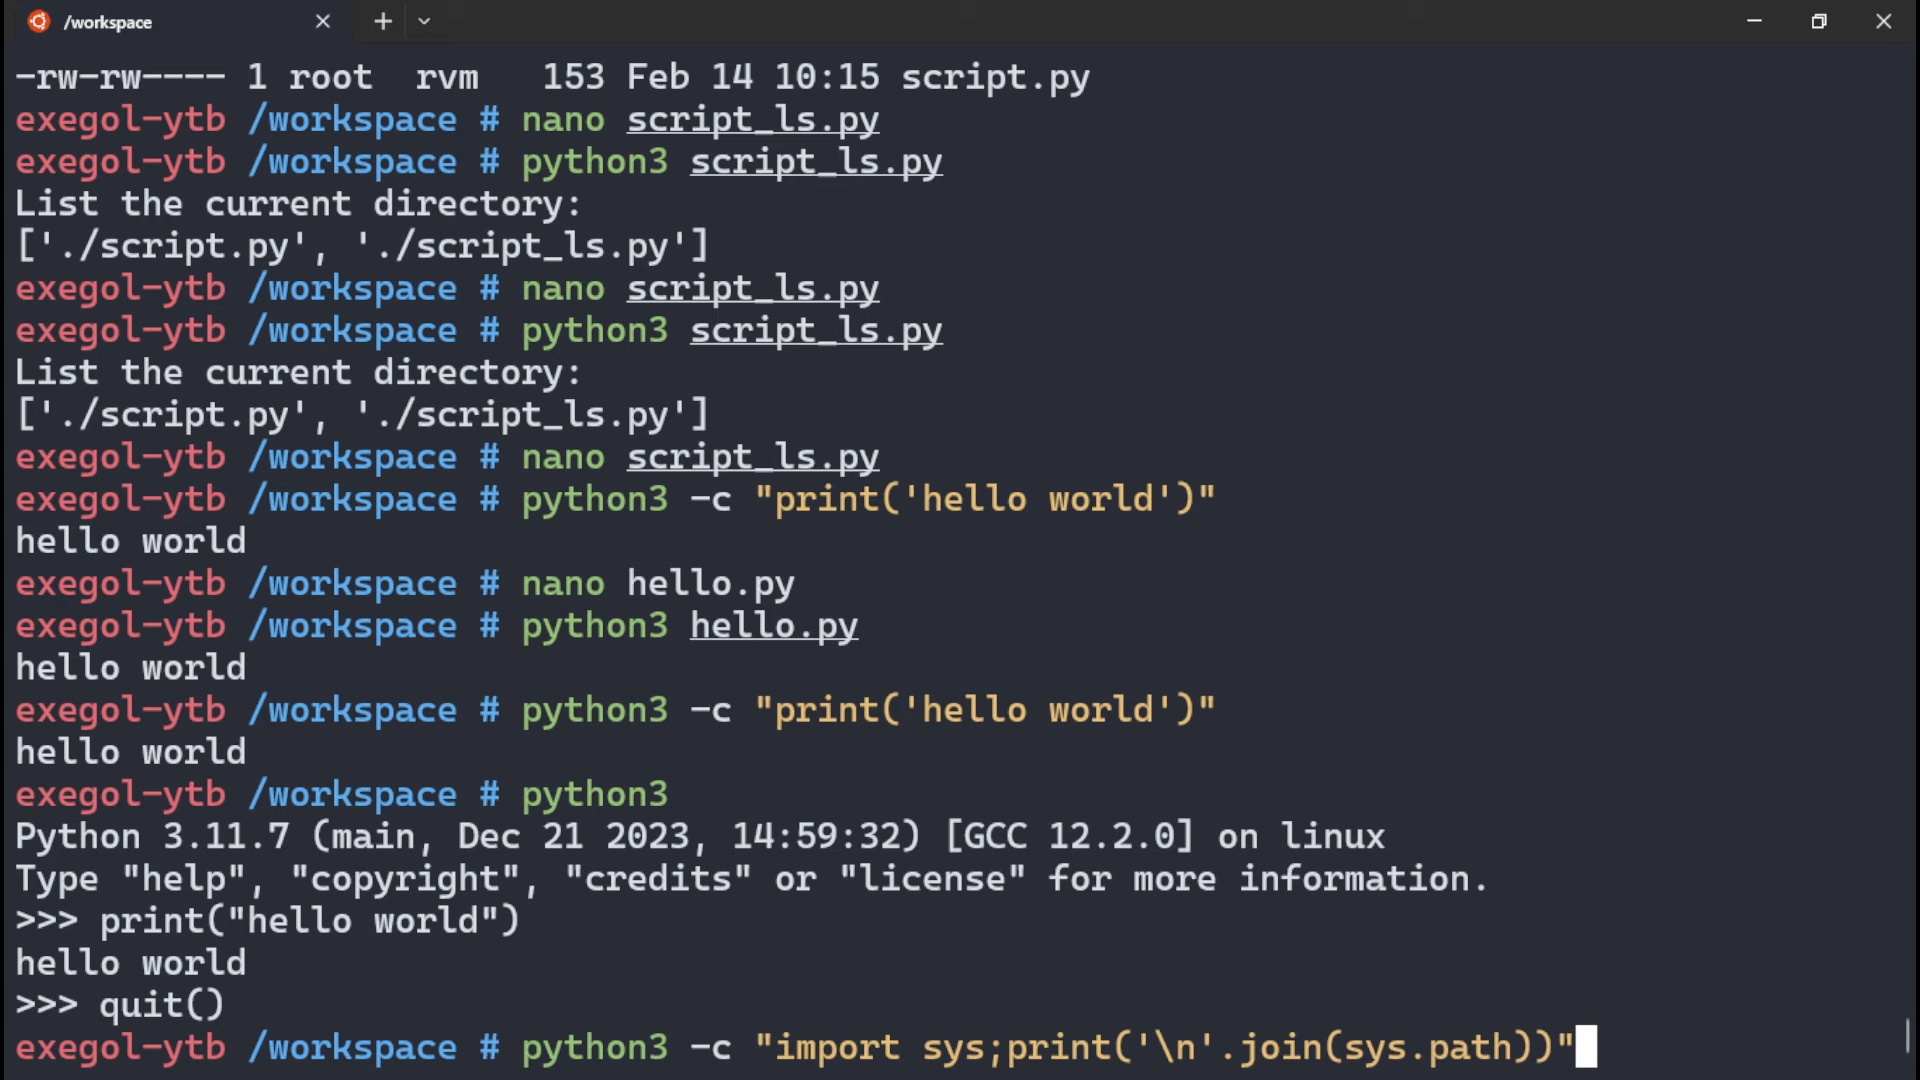 /workspace
-rw-rw---- 1 root  rvm   153 Feb 14 10:15 script.py
exegol-ytb /workspace # nano script_ls.py
exegol-ytb /workspace # python3 script_ls.py
List the current directory:
['./script.py', './script_ls.py']
exegol-ytb /workspace # nano script_ls.py
exegol-ytb /workspace # python3 script_ls.py
List the current directory:
['./script.py', './script_ls.py']
exegol-ytb /workspace # nano script_ls.py
exegol-ytb /workspace # python3 -c "print('hello world')"
hello world
exegol-ytb /workspace # nano hello.py
exegol-ytb /workspace # python3 hello.py
hello world
exegol-ytb /workspace # python3 -c "print('hello world')"
hello world
exegol-ytb /workspace # python3
Python 3.11.7 (main, Dec 21 2023, 14:59:32) [GCC 12.2.0] on linux
Type "help", "copyright", "credits" or "license" for more information.
>>> print("hello world")
hello world
>>> quit()
exegol-ytb /workspace # python3 -c "import sys;print('\n'.join(sys.path))"